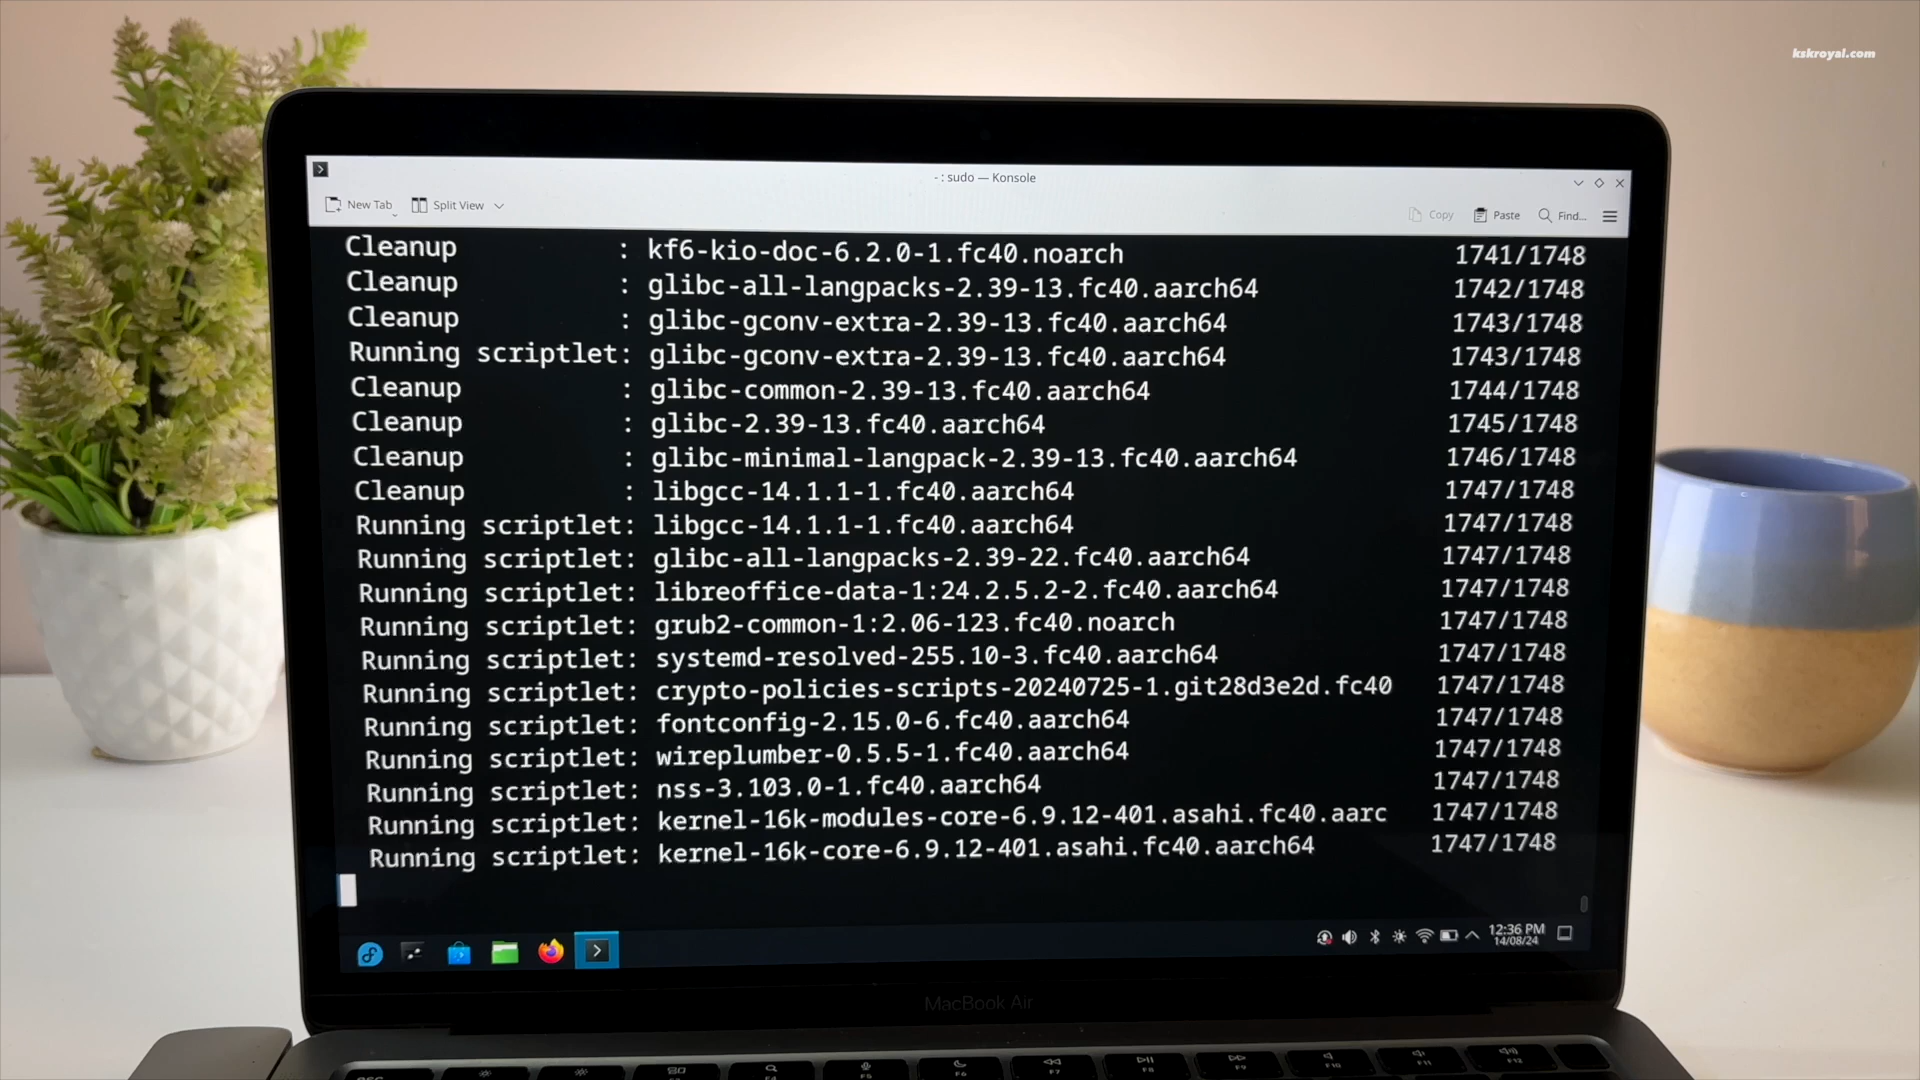 kskroyal.com
- : sudo — Konsole
New Tab Split View Copy Paste Find...
Cleanup : kf6-kio-doc-6.2.0-1.fc40.noarch 1741/1748
Cleanup : glibc-all-langpacks-2.39-13.fc40.aarch64 1742/1748
Cleanup : glibc-gconv-extra-2.39-13.fc40.aarch64 1743/1748
Running scriptlet: glibc-gconv-extra-2.39-13.fc40.aarch64 1743/1748
Cleanup : glibc-common-2.39-13.fc40.aarch64 1744/1748
Cleanup : glibc-2.39-13.fc40.aarch64 1745/1748
Cleanup : glibc-minimal-langpack-2.39-13.fc40.aarch64 1746/1748
Cleanup : libgcc-14.1.1-1.fc40.aarch64 1747/1748
Running scriptlet: libgcc-14.1.1-1.fc40.aarch64 1747/1748
Running scriptlet: glibc-all-langpacks-2.39-22.fc40.aarch64 1747/1748
Running scriptlet: libreoffice-data-1:24.2.5.2-2.fc40.aarch64 1747/1748
Running scriptlet: grub2-common-1:2.06-123.fc40.noarch 1747/1748
Running scriptlet: systemd-resolved-255.10-3.fc40.aarch64 1747/1748
Running scriptlet: crypto-policies-scripts-20240725-1.git28d3e2d.fc40 1747/1748
Running scriptlet: fontconfig-2.15.0-6.fc40.aarch64 1747/1748
Running scriptlet: wireplumber-0.5.5-1.fc40.aarch64 1747/1748
Running scriptlet: nss-3.103.0-1.fc40.aarch64 1747/1748
Running scriptlet: kernel-16k-modules-core-6.9.12-401.asahi.fc40.aarc 1747/1748
Running scriptlet: kernel-16k-core-6.9.12-401.asahi.fc40.aarch64 1747/1748
12:36 PM
14/08/24
MacBook Air
F5 F6 F7 F8 F9 F10 F11 F12